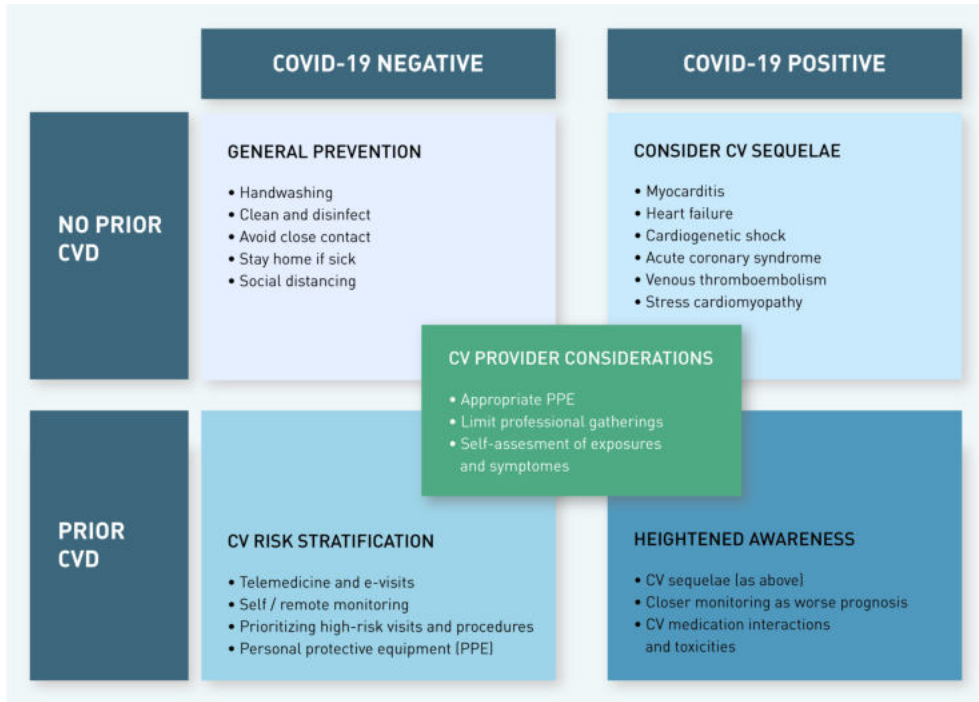 COVID-19 NEGATIVE
COVID-19 POSITIVE
NO PRIOR
CVD
GENERAL PREVENTION
• Handwashing
• Clean and disinfect
• Avoid close contact
• Stay home if sick
• Social distancing
CONSIDER CV SEQUELAE
• Myocarditis
• Heart failure
• Cardiogenetic shock
• Acute coronary syndrome
• Venous thromboembolism
• Stress cardiomyopathy
CV PROVIDER CONSIDERATIONS
• Appropriate PPE
• Limit professional gatherings
• Self-assesment of exposures
and symptomes
PRIOR
CVD
CV RISK STRATIFICATION
• Telemedicine and e-visits
• Self / remote monitoring
• Prioritizing high-risk visits and procedures
• Personal protective equipment (PPE)
HEIGHTENED AWARENESS
• CV sequelae (as above)
• Closer monitoring as worse prognosis
• CV medication interactions
and toxicities